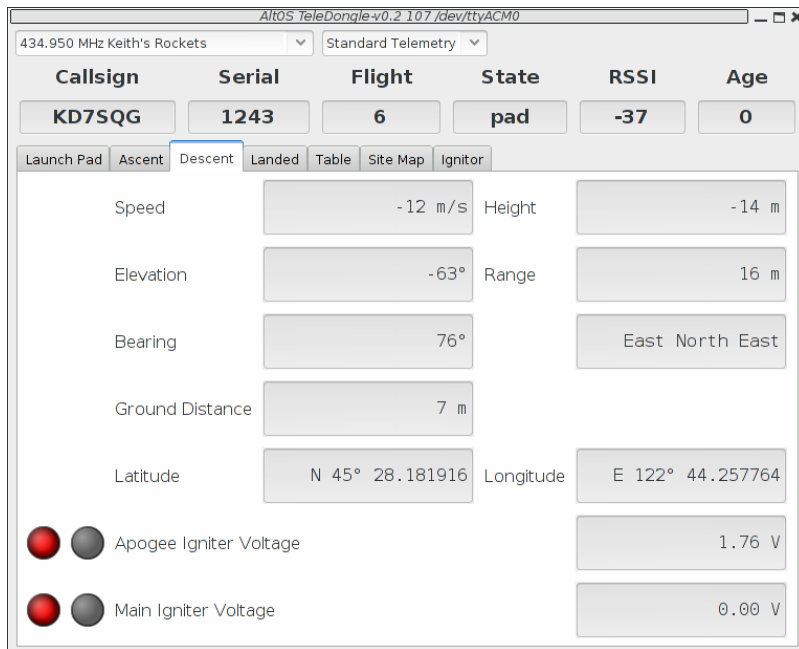 AltOS TeleDongle-v0.2 107 /dev/ttyACM0
434.950 MHz Keith's Rockets Standard Telemetry
Callsign Serial Flight State RSSI Age
KD7SQG 1243 6 pad -37 0
Launch Pad Ascent Descent Landed Table Site Map Ignitor
Speed -12 m/s Height -14 m
Elevation -63° Range 16 m
Bearing 76° East North East
Ground Distance 7 m
Latitude N 45° 28.181916 Longitude E 122° 44.257764
Apogee Igniter Voltage 1.76 V
Main Igniter Voltage 0.00 V